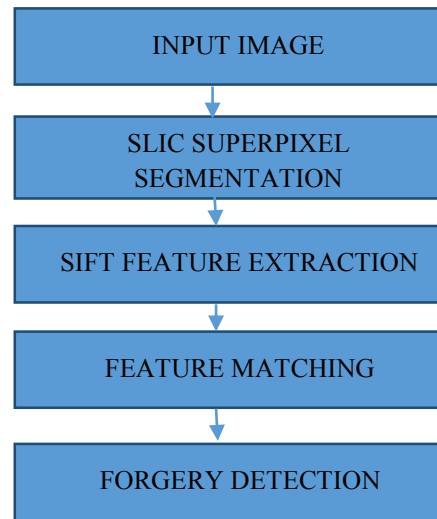 INPUT IMAGE
SLIC SUPERPIXEL
SEGMENTATION
SIFT FEATURE EXTRACTION
FEATURE MATCHING
FORGERY DETECTION